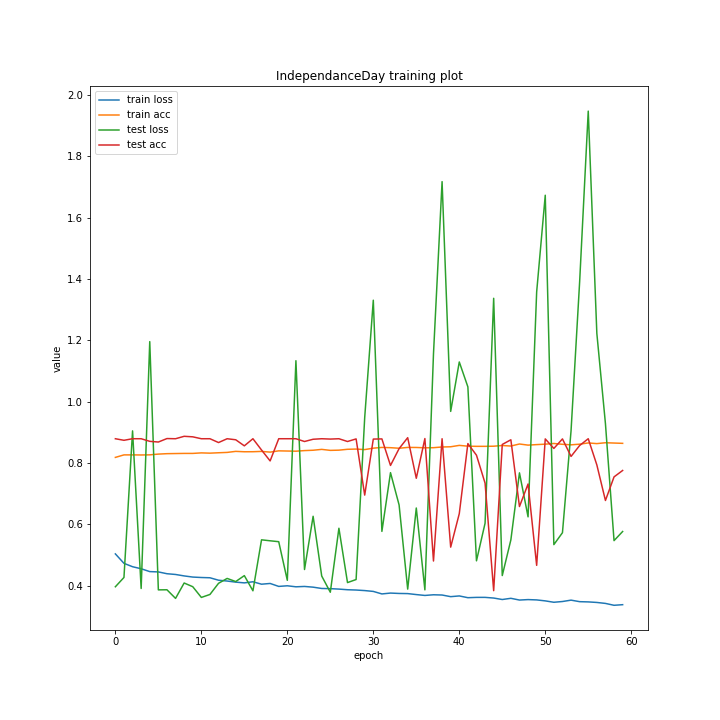 IndependanceDay training plot
train loss
train acc
test loss
test acc
2.0
1.8
1.6
1.4
1.2
1.0
0.8
0.6
0.4
value
0 10 20 30 40 50 60
epoch